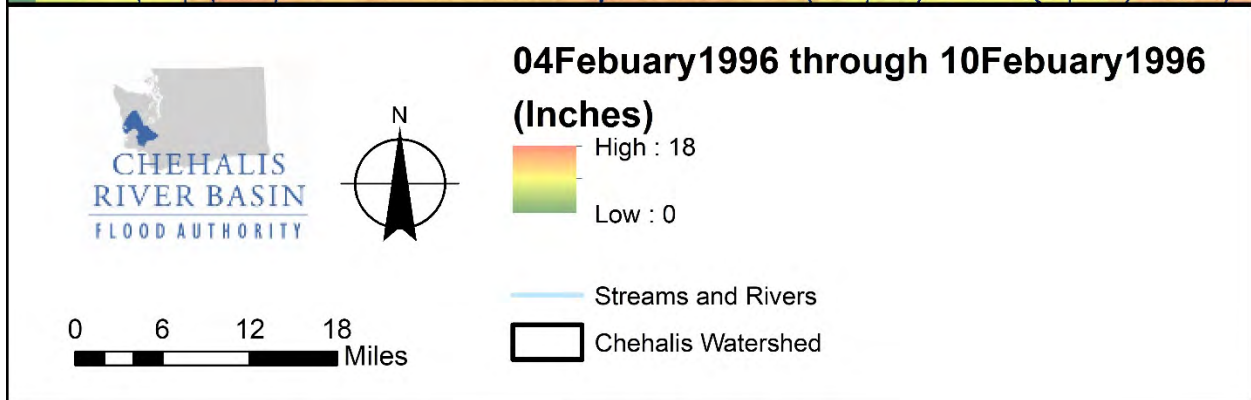 04Febuary1996 through 10Febuary1996
(Inches)
High : 18
Low : 0
Streams and Rivers
Chehalis Watershed
CHEHALIS
RIVER BASIN
FLOOD AUTHORITY
N
0 6 12 18
Miles